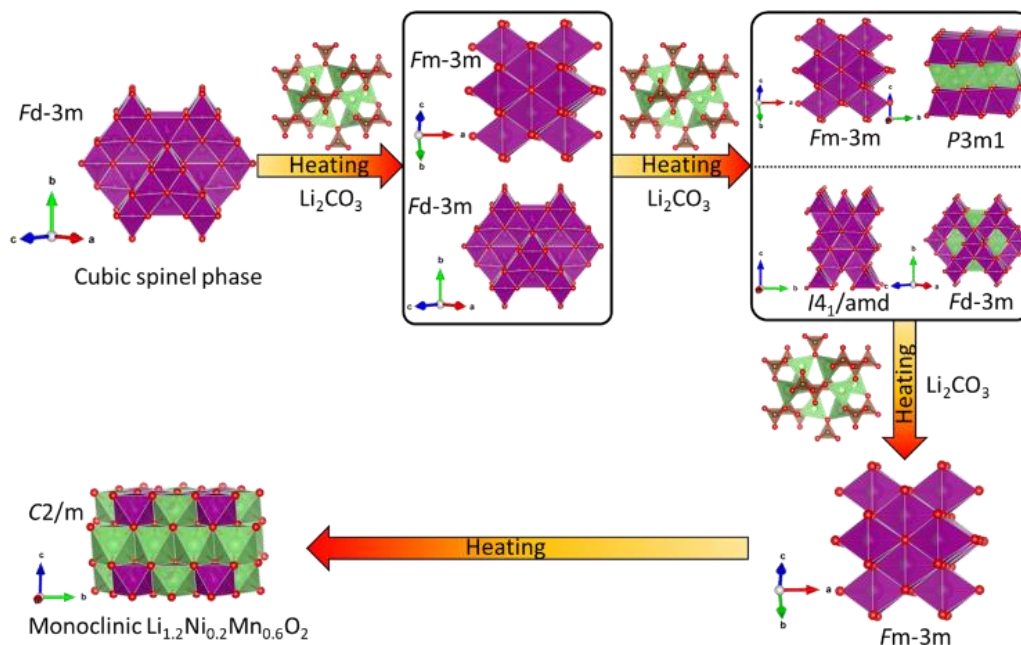 Fd-3m
b
c
a
Cubic spinel phase
Heating
Li₂CO₃
Fm-3m
c
a
b
Fd-3m
b
c
a
Heating
Li₂CO₃
c
a
b
Fm-3m
c
b
P3m1
c
b
I4₁/amd
b
c
a
Fd-3m
Heating
Li₂CO₃
c
a
b
Fm-3m
Heating
C2/m
c
b
Monoclinic Li₁.₂Ni₀.₂Mn₀.₆O₂